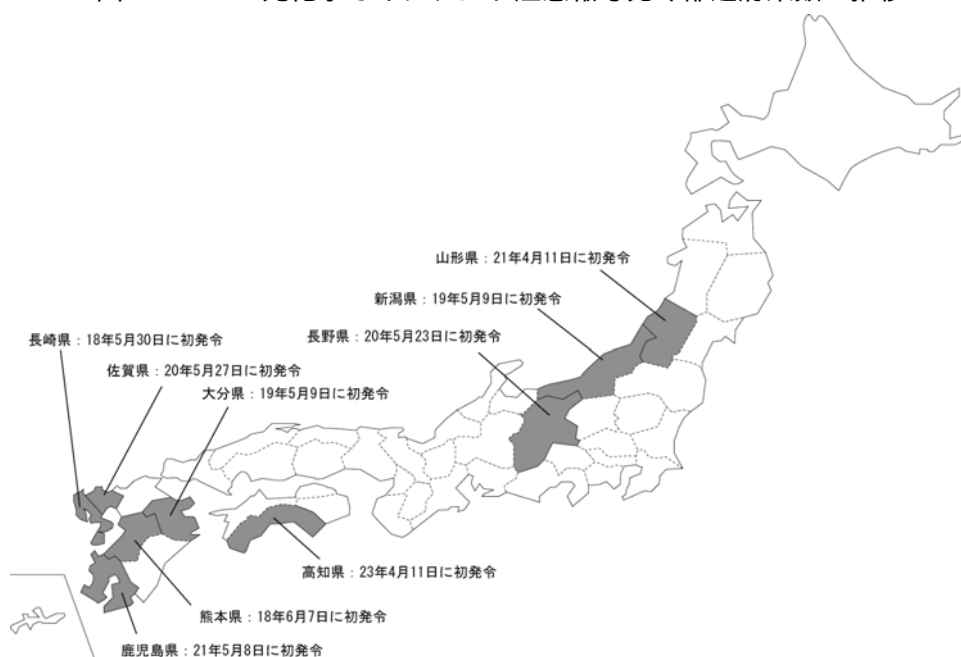 山形県：21年4月11日に初発令
新潟県：19年5月9日に初発令
長野県：20年5月23日に初発令
長崎県：18年5月30日に初発令
佐賀県：20年5月27日に初発令
大分県：19年5月9日に初発令
高知県：23年4月11日に初発令
熊本県：18年6月7日に初発令
鹿児島県：21年5月8日に初発令